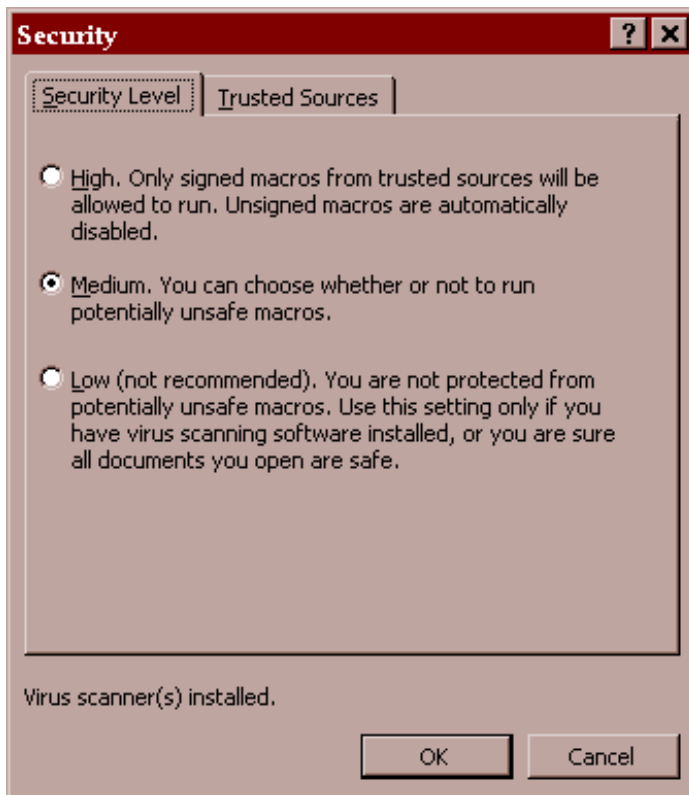 Security
Security Level
Trusted Sources
High. Only signed macros from trusted sources will be
allowed to run. Unsigned macros are automatically
disabled.
Medium. You can choose whether or not to run
potentially unsafe macros.
Low (not recommended). You are not protected from
potentially unsafe macros. Use this setting only if you
have virus scanning software installed, or you are sure
all documents you open are safe.
Virus scanner(s) installed.
OK
Cancel